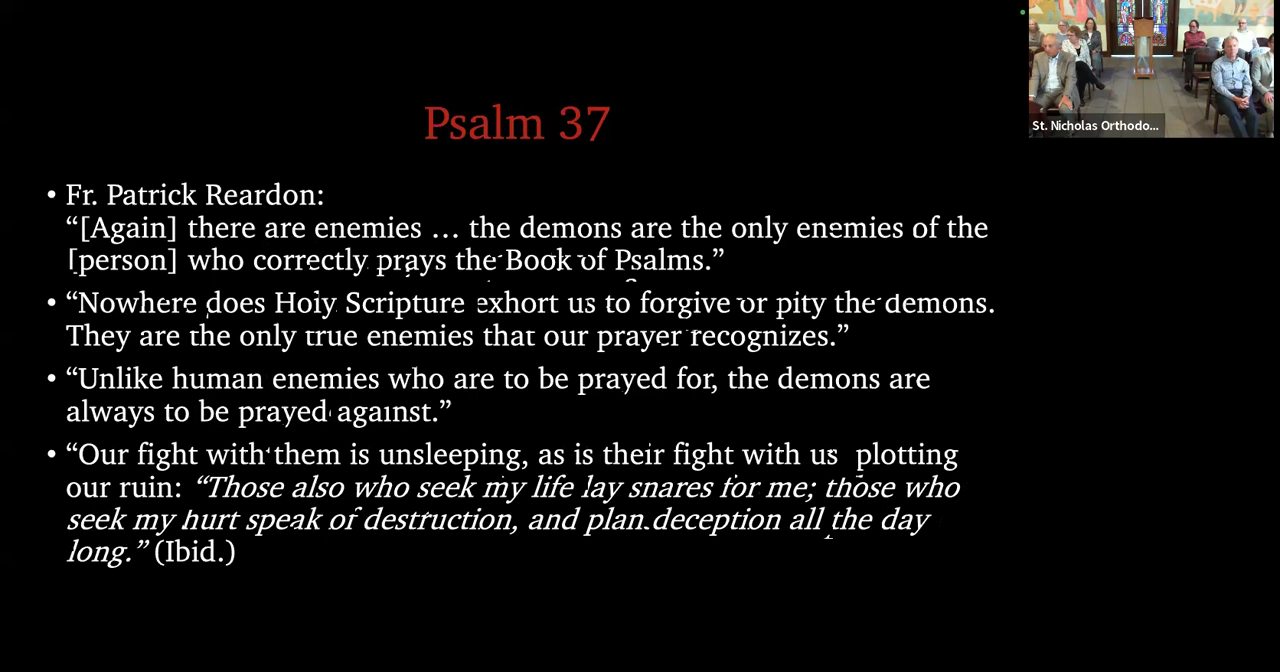 Psalm 37
• Fr. Patrick Reardon:
“[Again] there are enemies … the demons are the only enemies of the
[person] who correctly prays the Book of Psalms.”
• “Nowhere does Holy Scripture exhort us to forgive or pity the demons.
They are the only true enemies that our prayer recognizes.”
• “Unlike human enemies who are to be prayed for, the demons are
always to be prayed against.”
• “Our fight with them is unsleeping, as is their fight with us plotting
our ruin: “Those also who seek my life lay snares for me; those who
seek my hurt speak of destruction, and plan deception all the day
long.” (Ibid.)
St. Nicholas Orthodo...